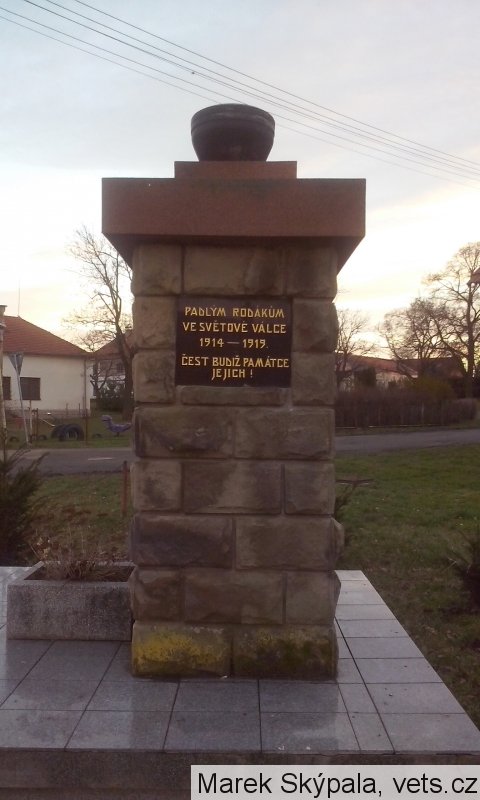 PADLÝM RODÁKŮM
VE SVĚTOVÉ VÁLCE
1914 — 1919.
ČEST BUDIŽ PAMÁTCE
JEJICH !
Marek Skýpala, vets.cz